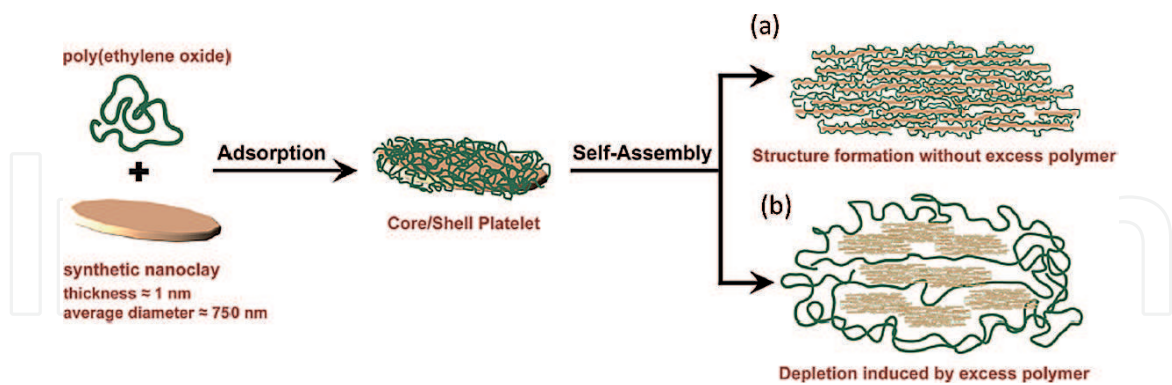 poly(ethylene oxide)
+
synthetic nanoclay
thickness ≈ 1 nm
average diameter ≈ 750 nm
Adsorption
Core/Shell Platelet
Self-Assembly
(a)
Structure formation without excess polymer
(b)
Depletion induced by excess polymer